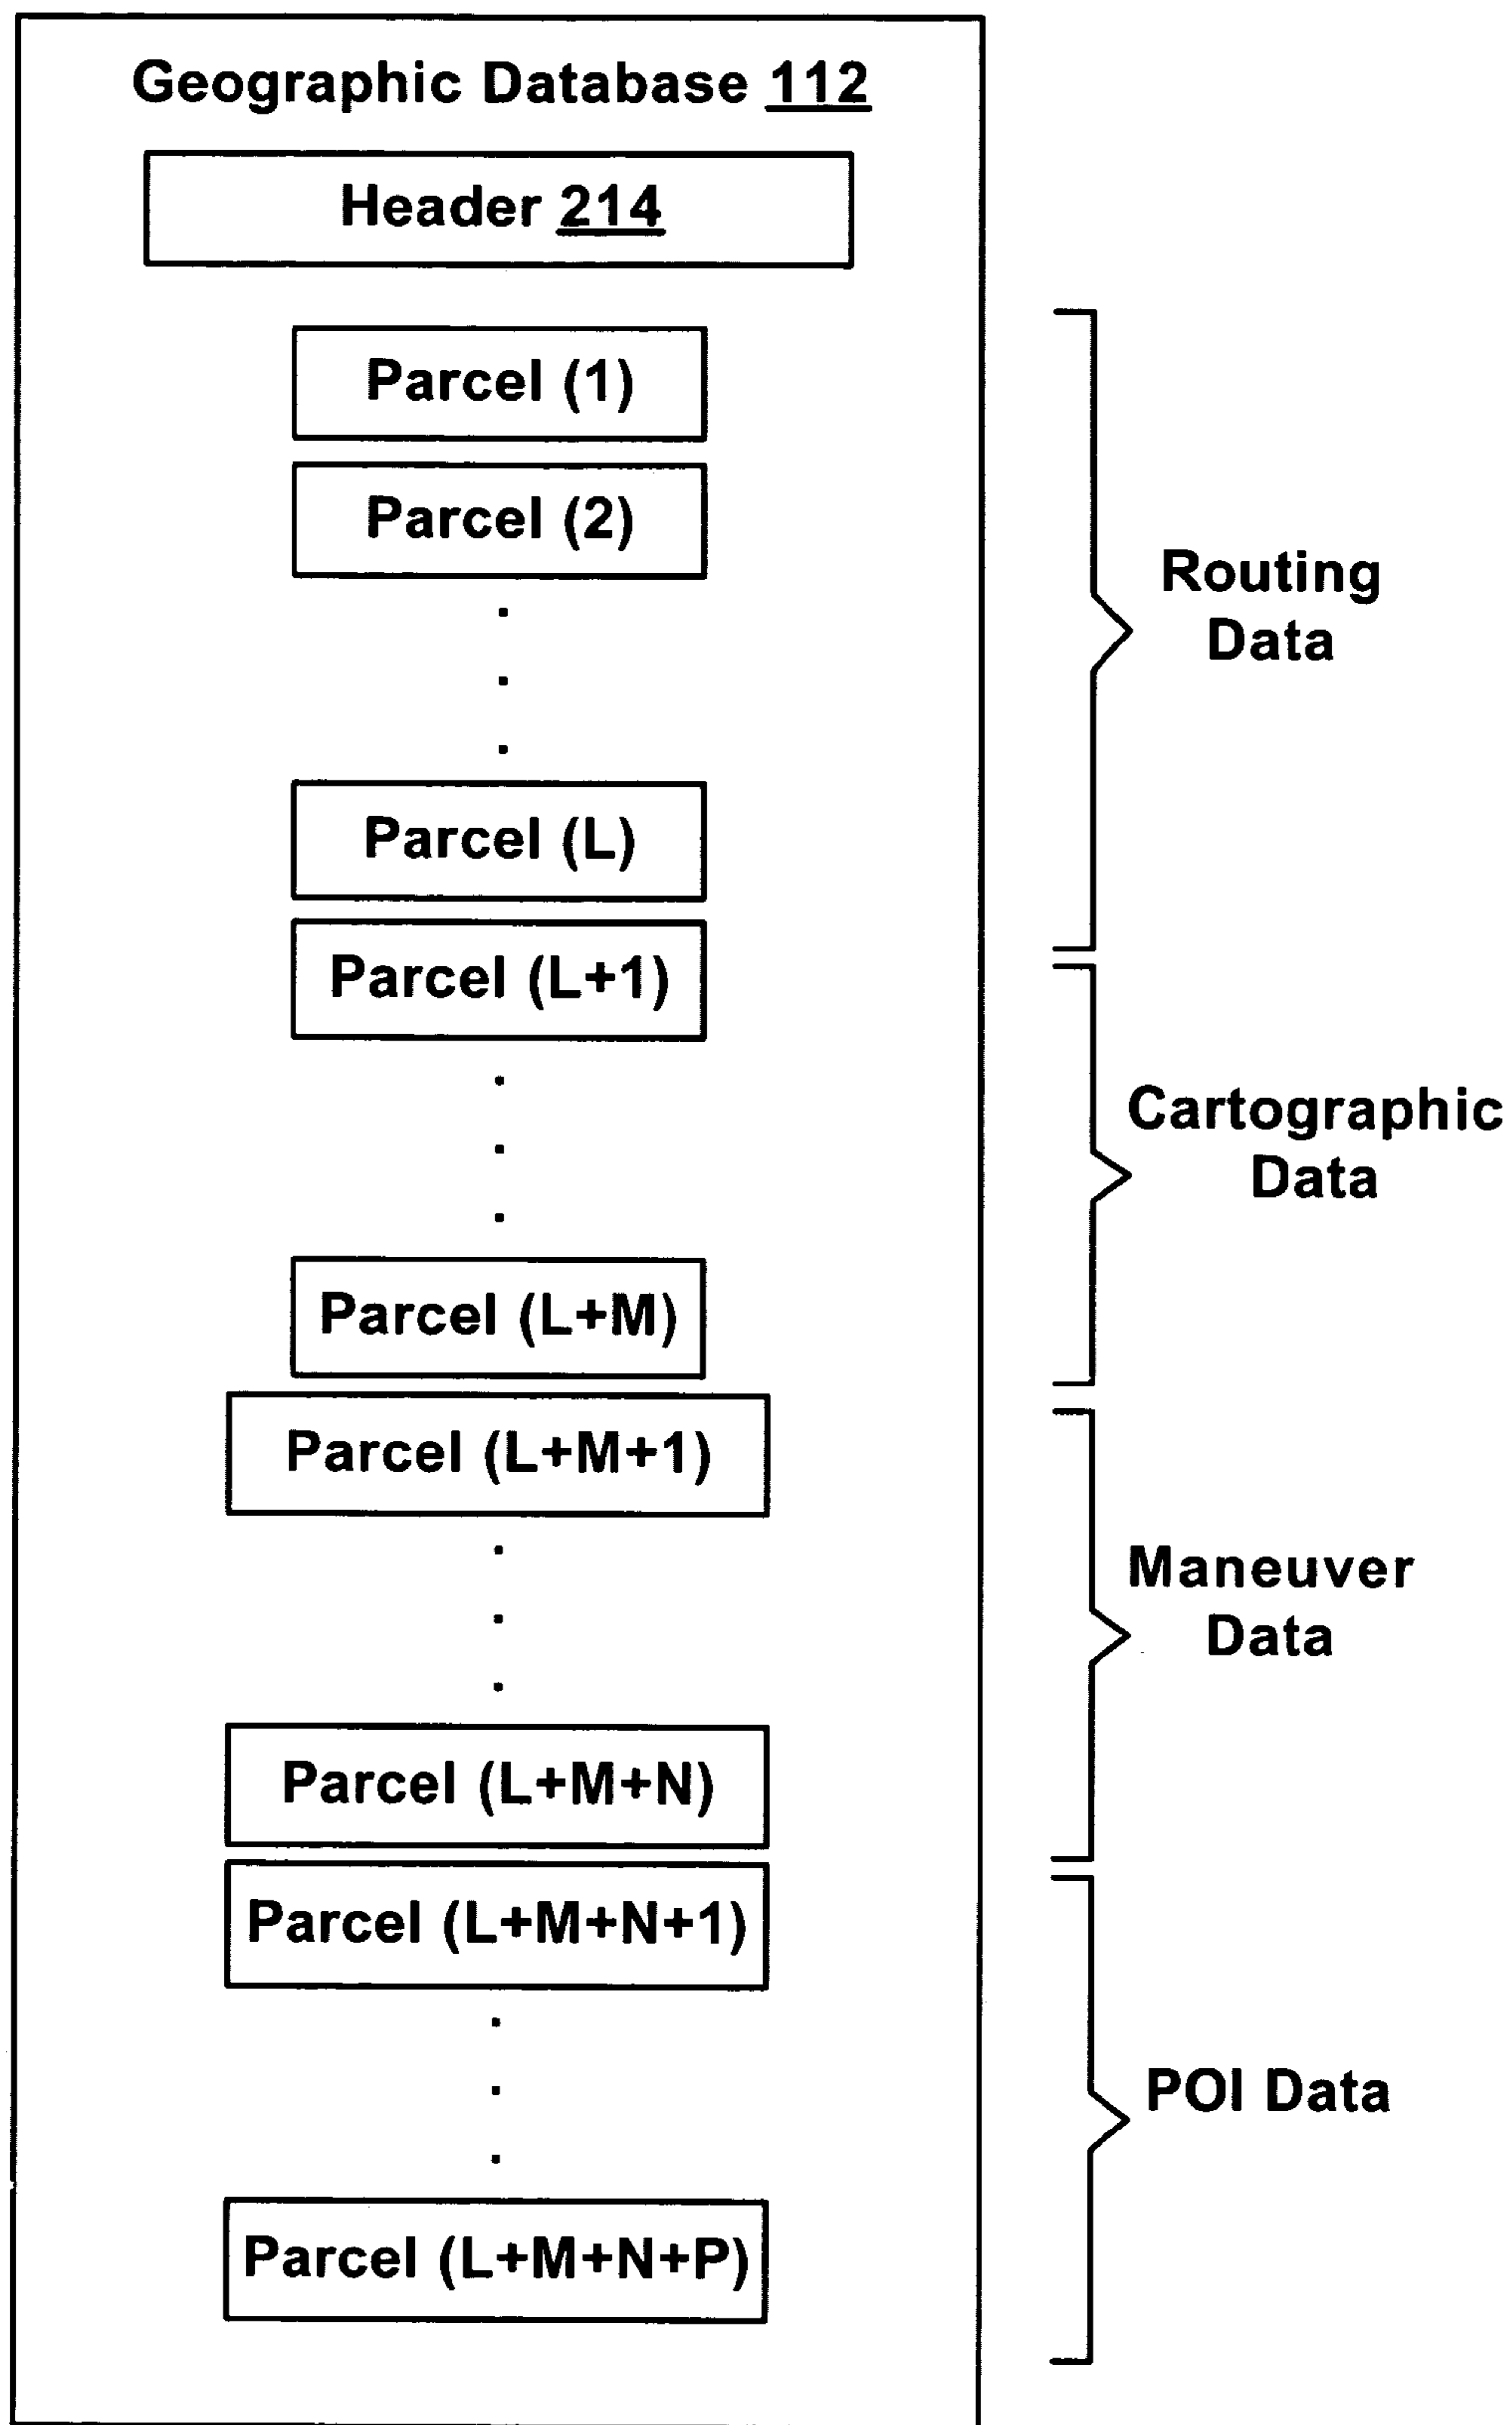 Geographic Database 112
Header 214
Parcel (1)
Parcel (2)
Routing
Data
Parcel (L)
Parcel (L+1)
Cartographic
Data
Parcel (L+M)
Parcel (L+M+1)
Maneuver
Data
Parcel (L+M+N)
Parcel (L+M+N+1)
POI Data
Parcel (L+M+N+P)